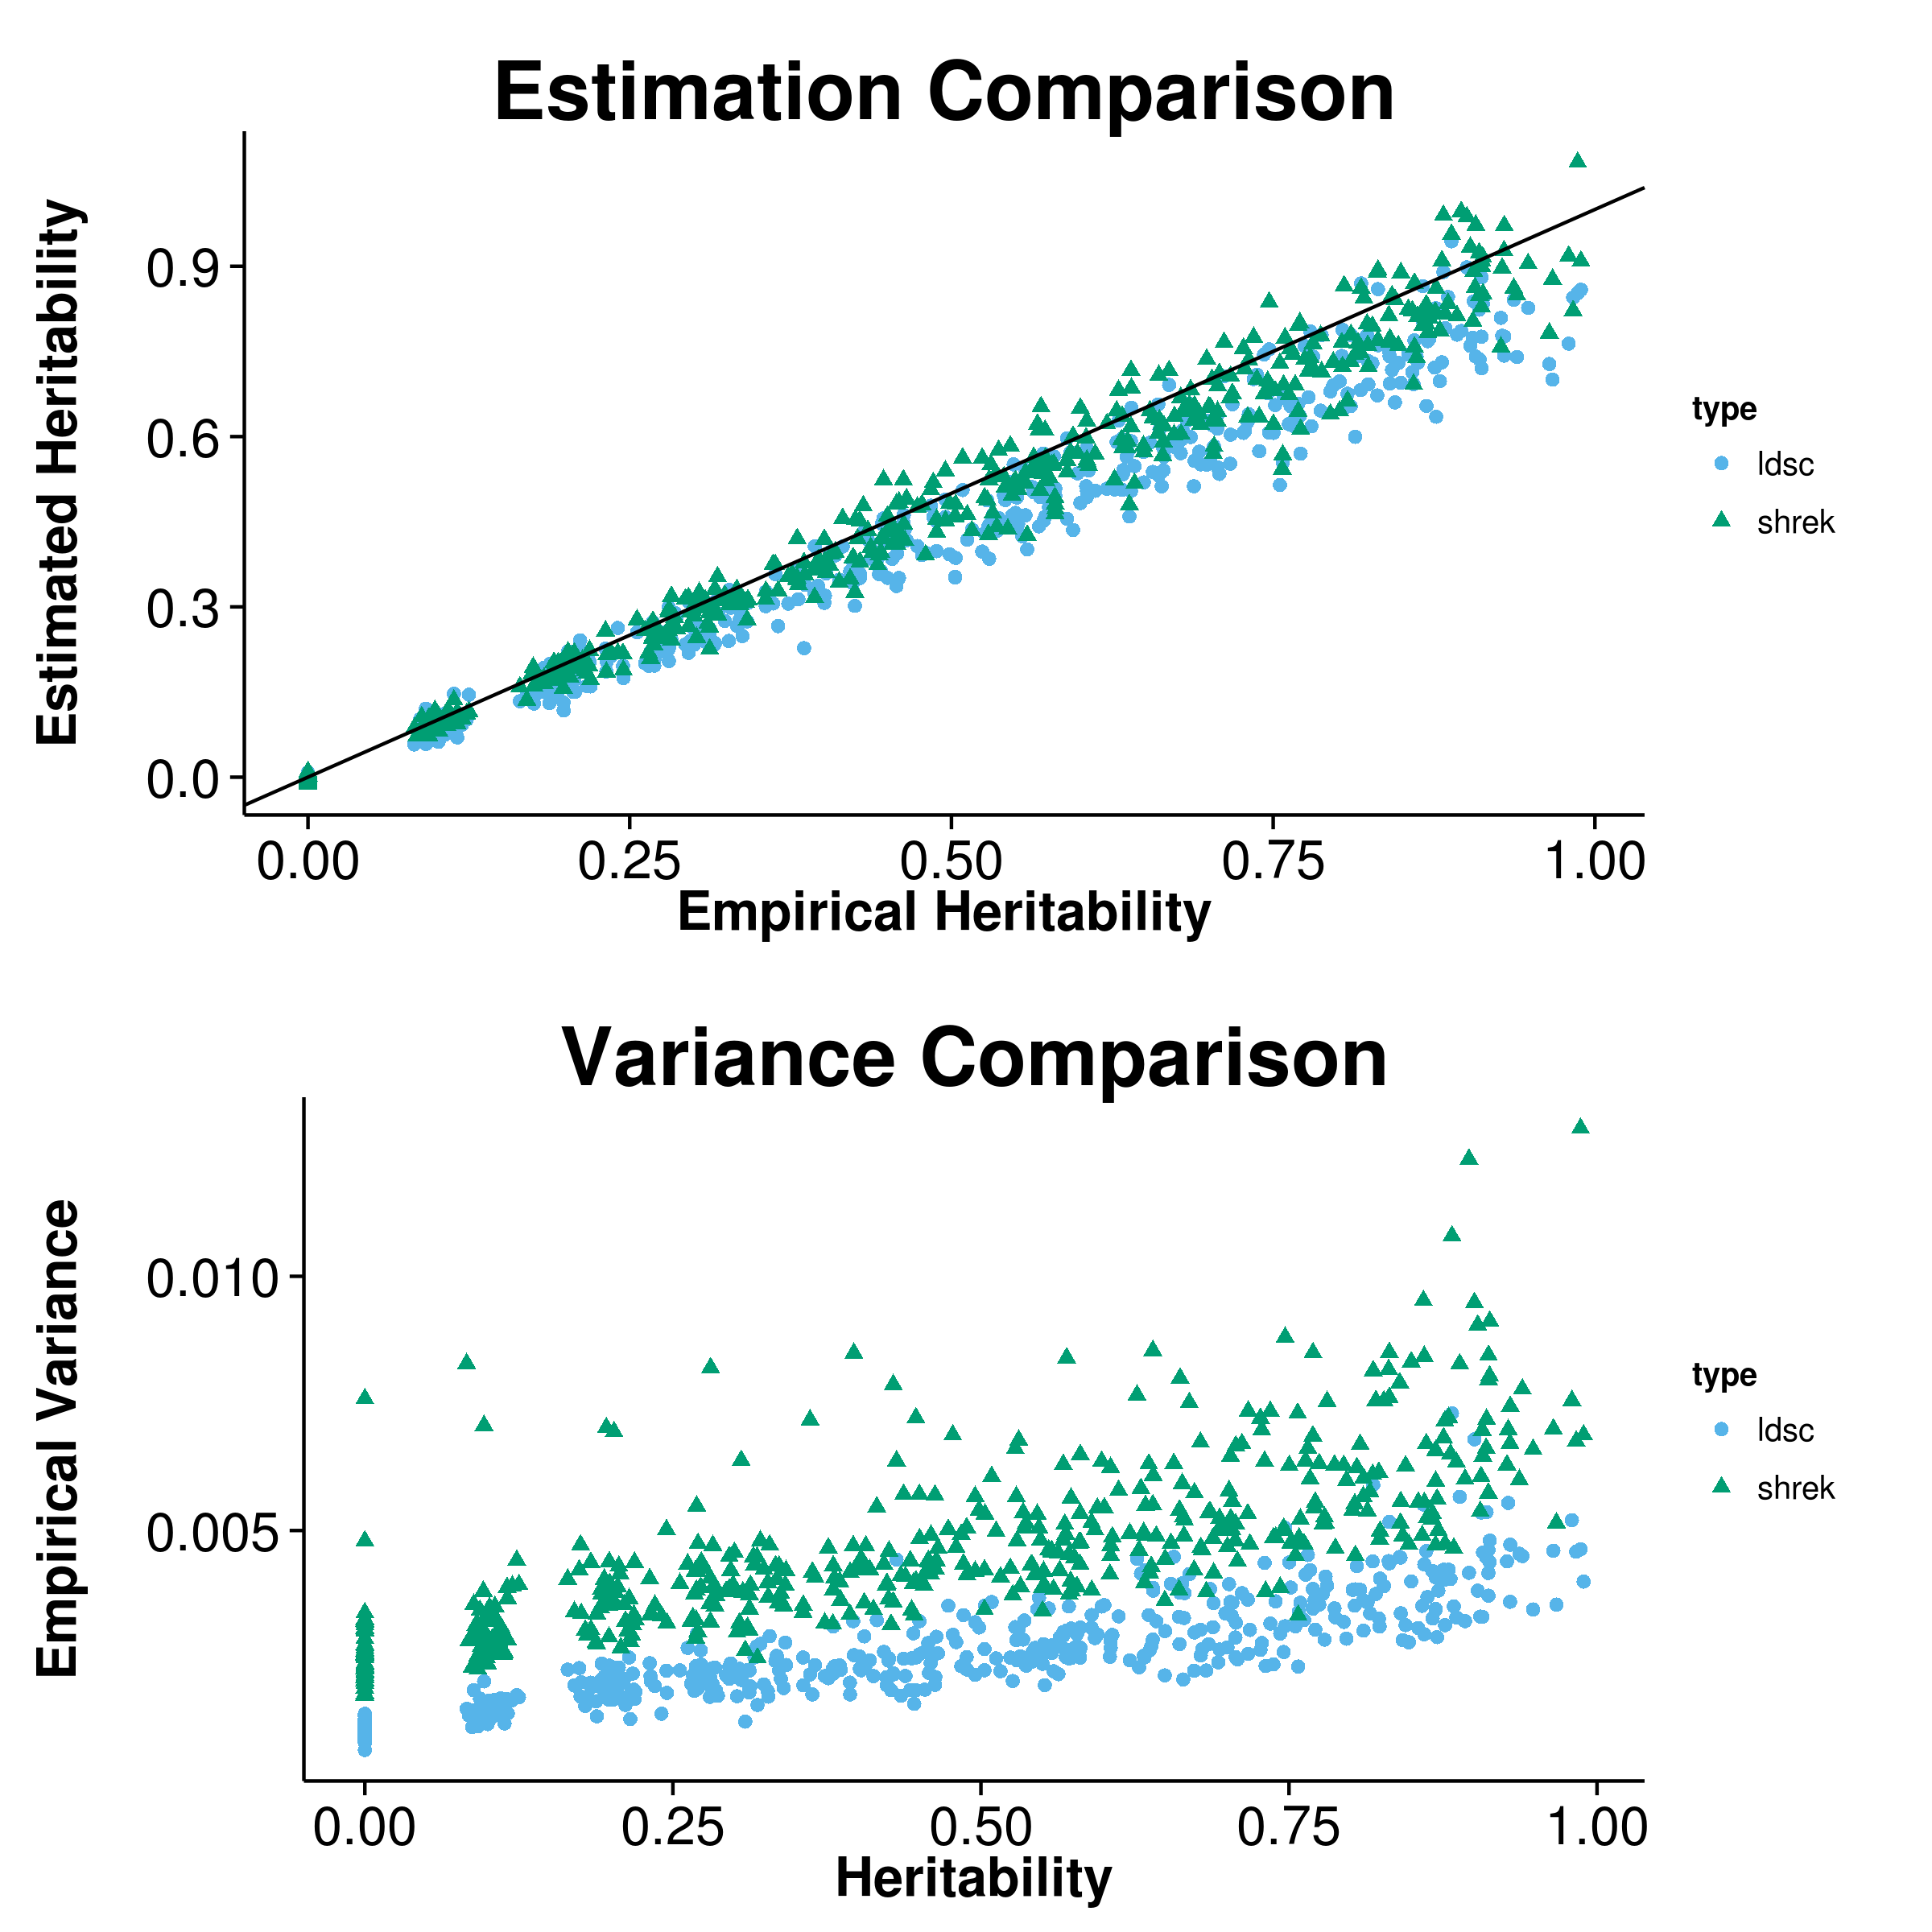 Estimation Comparison
Estimated Heritability
0.9
0.6
0.3
0.0
0.00 0.25 0.50 0.75 1.00
Empirical Heritability
type
ldsc
shrek
Variance Comparison
Empirical Variance
0.010
0.005
0.00 0.25 0.50 0.75 1.00
Heritability
type
ldsc
shrek